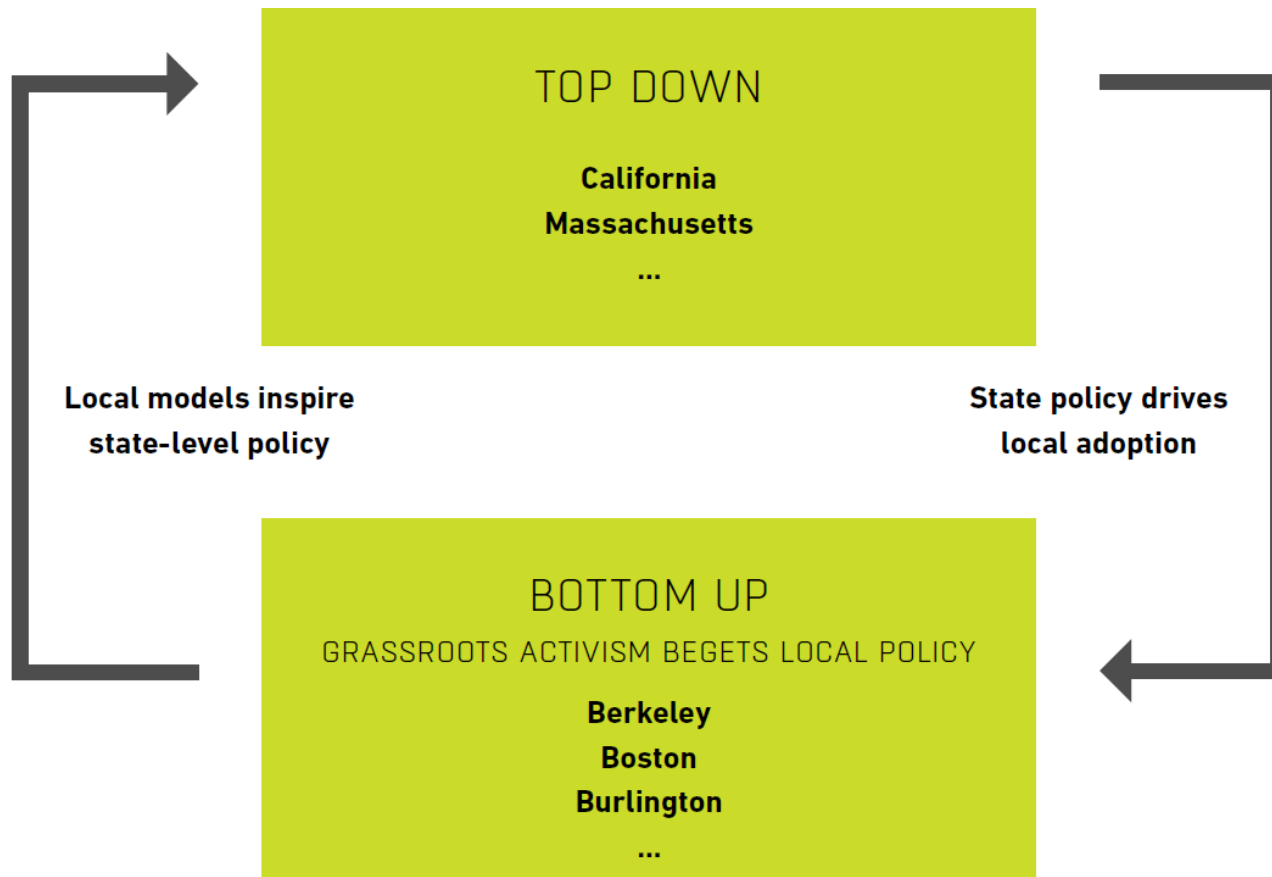 TOP DOWN
California
Massachusetts
...
Local models inspire
state-level policy
State policy drives
local adoption
BOTTOM UP
GRASSROOTS ACTIVISM BEGETS LOCAL POLICY
Berkeley
Boston
Burlington
...